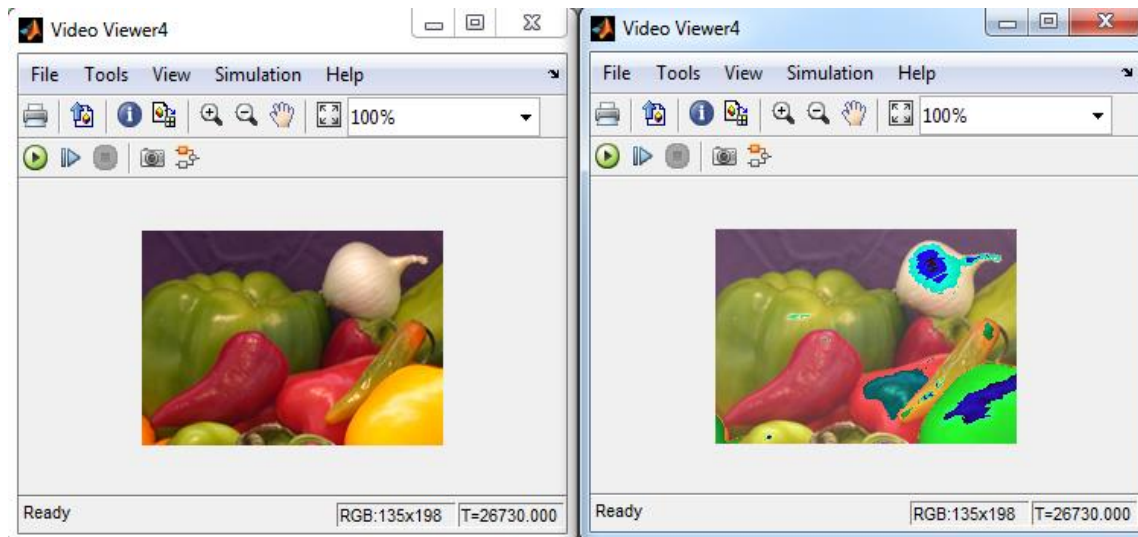 Video Viewer4
File Tools View Simulation Help
100%
Ready RGB:135x198 T=26730.000
Video Viewer4
File Tools View Simulation Help
100%
Ready RGB:135x198 T=26730.000